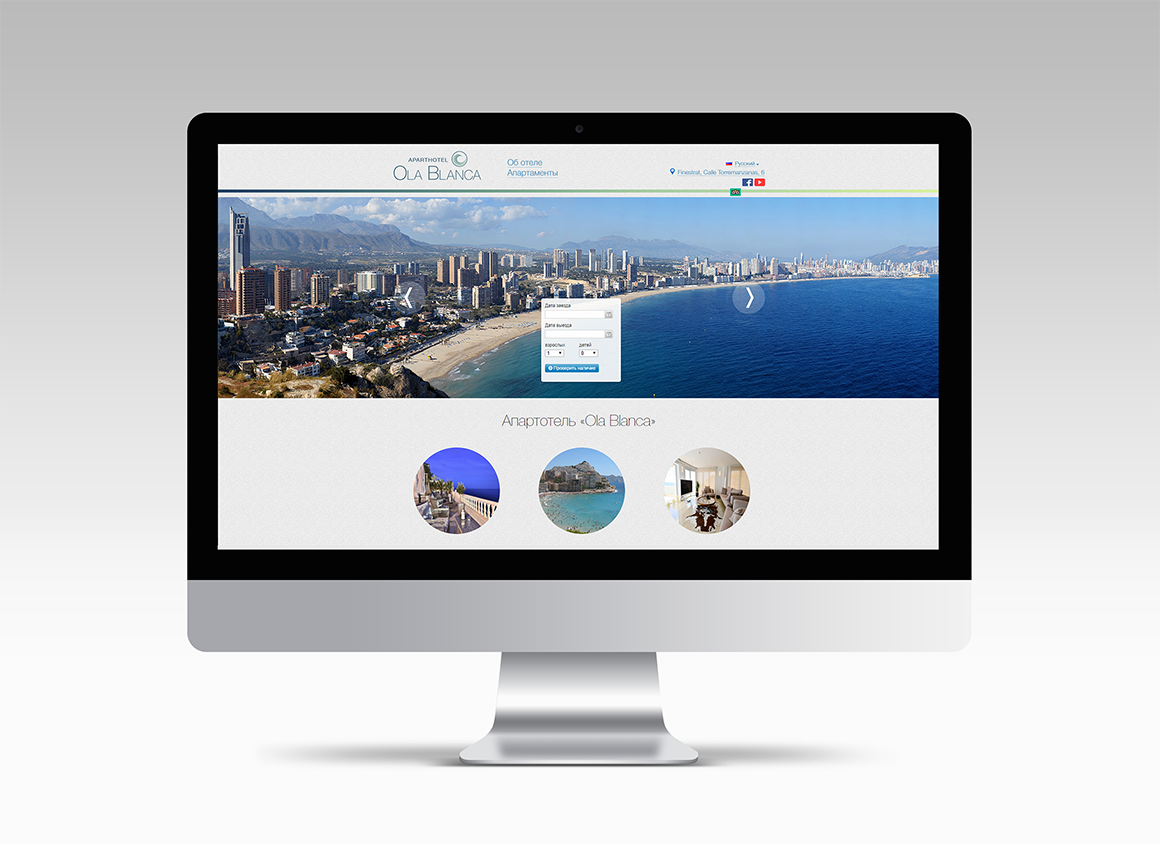 APARTHOTEL
OLA BLANCA
Об отеле
Апартаменты
Русский
Finestrat, Calle Torremanzanas, 6
Дата заезда
Дата выезда
взрослых детей
1 0
Проверить наличие
Апартотель «Ola Blanca»